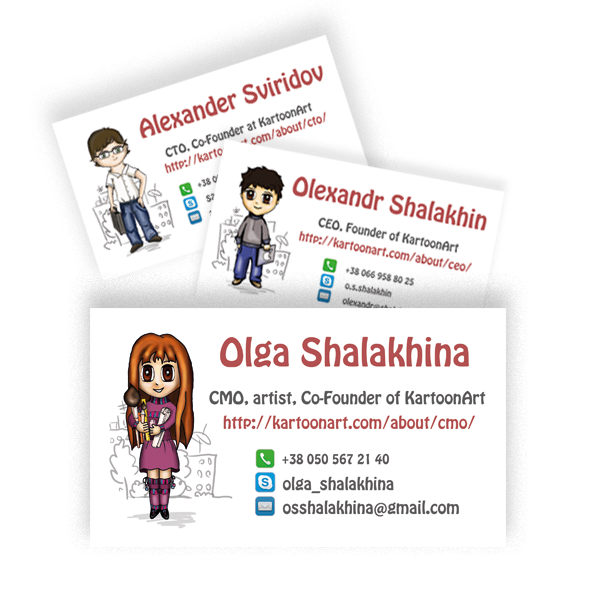 Alexander Sviridov
CTO, Co-Founder at KartoonArt
http://kartoonart.com/about/cto/
+38
Olexandr Shalakhin
CEO, Founder of KartoonArt
http://kartoonart.com/about/ceo/
+38 066 958 80 25
o.s.shalakhin
Olga Shalakhina
CMO, artist, Co-Founder of KartoonArt
http://kartoonart.com/about/cmo/
+38 050 567 21 40
olga_shalakhina
osshalakhina@gmail.com